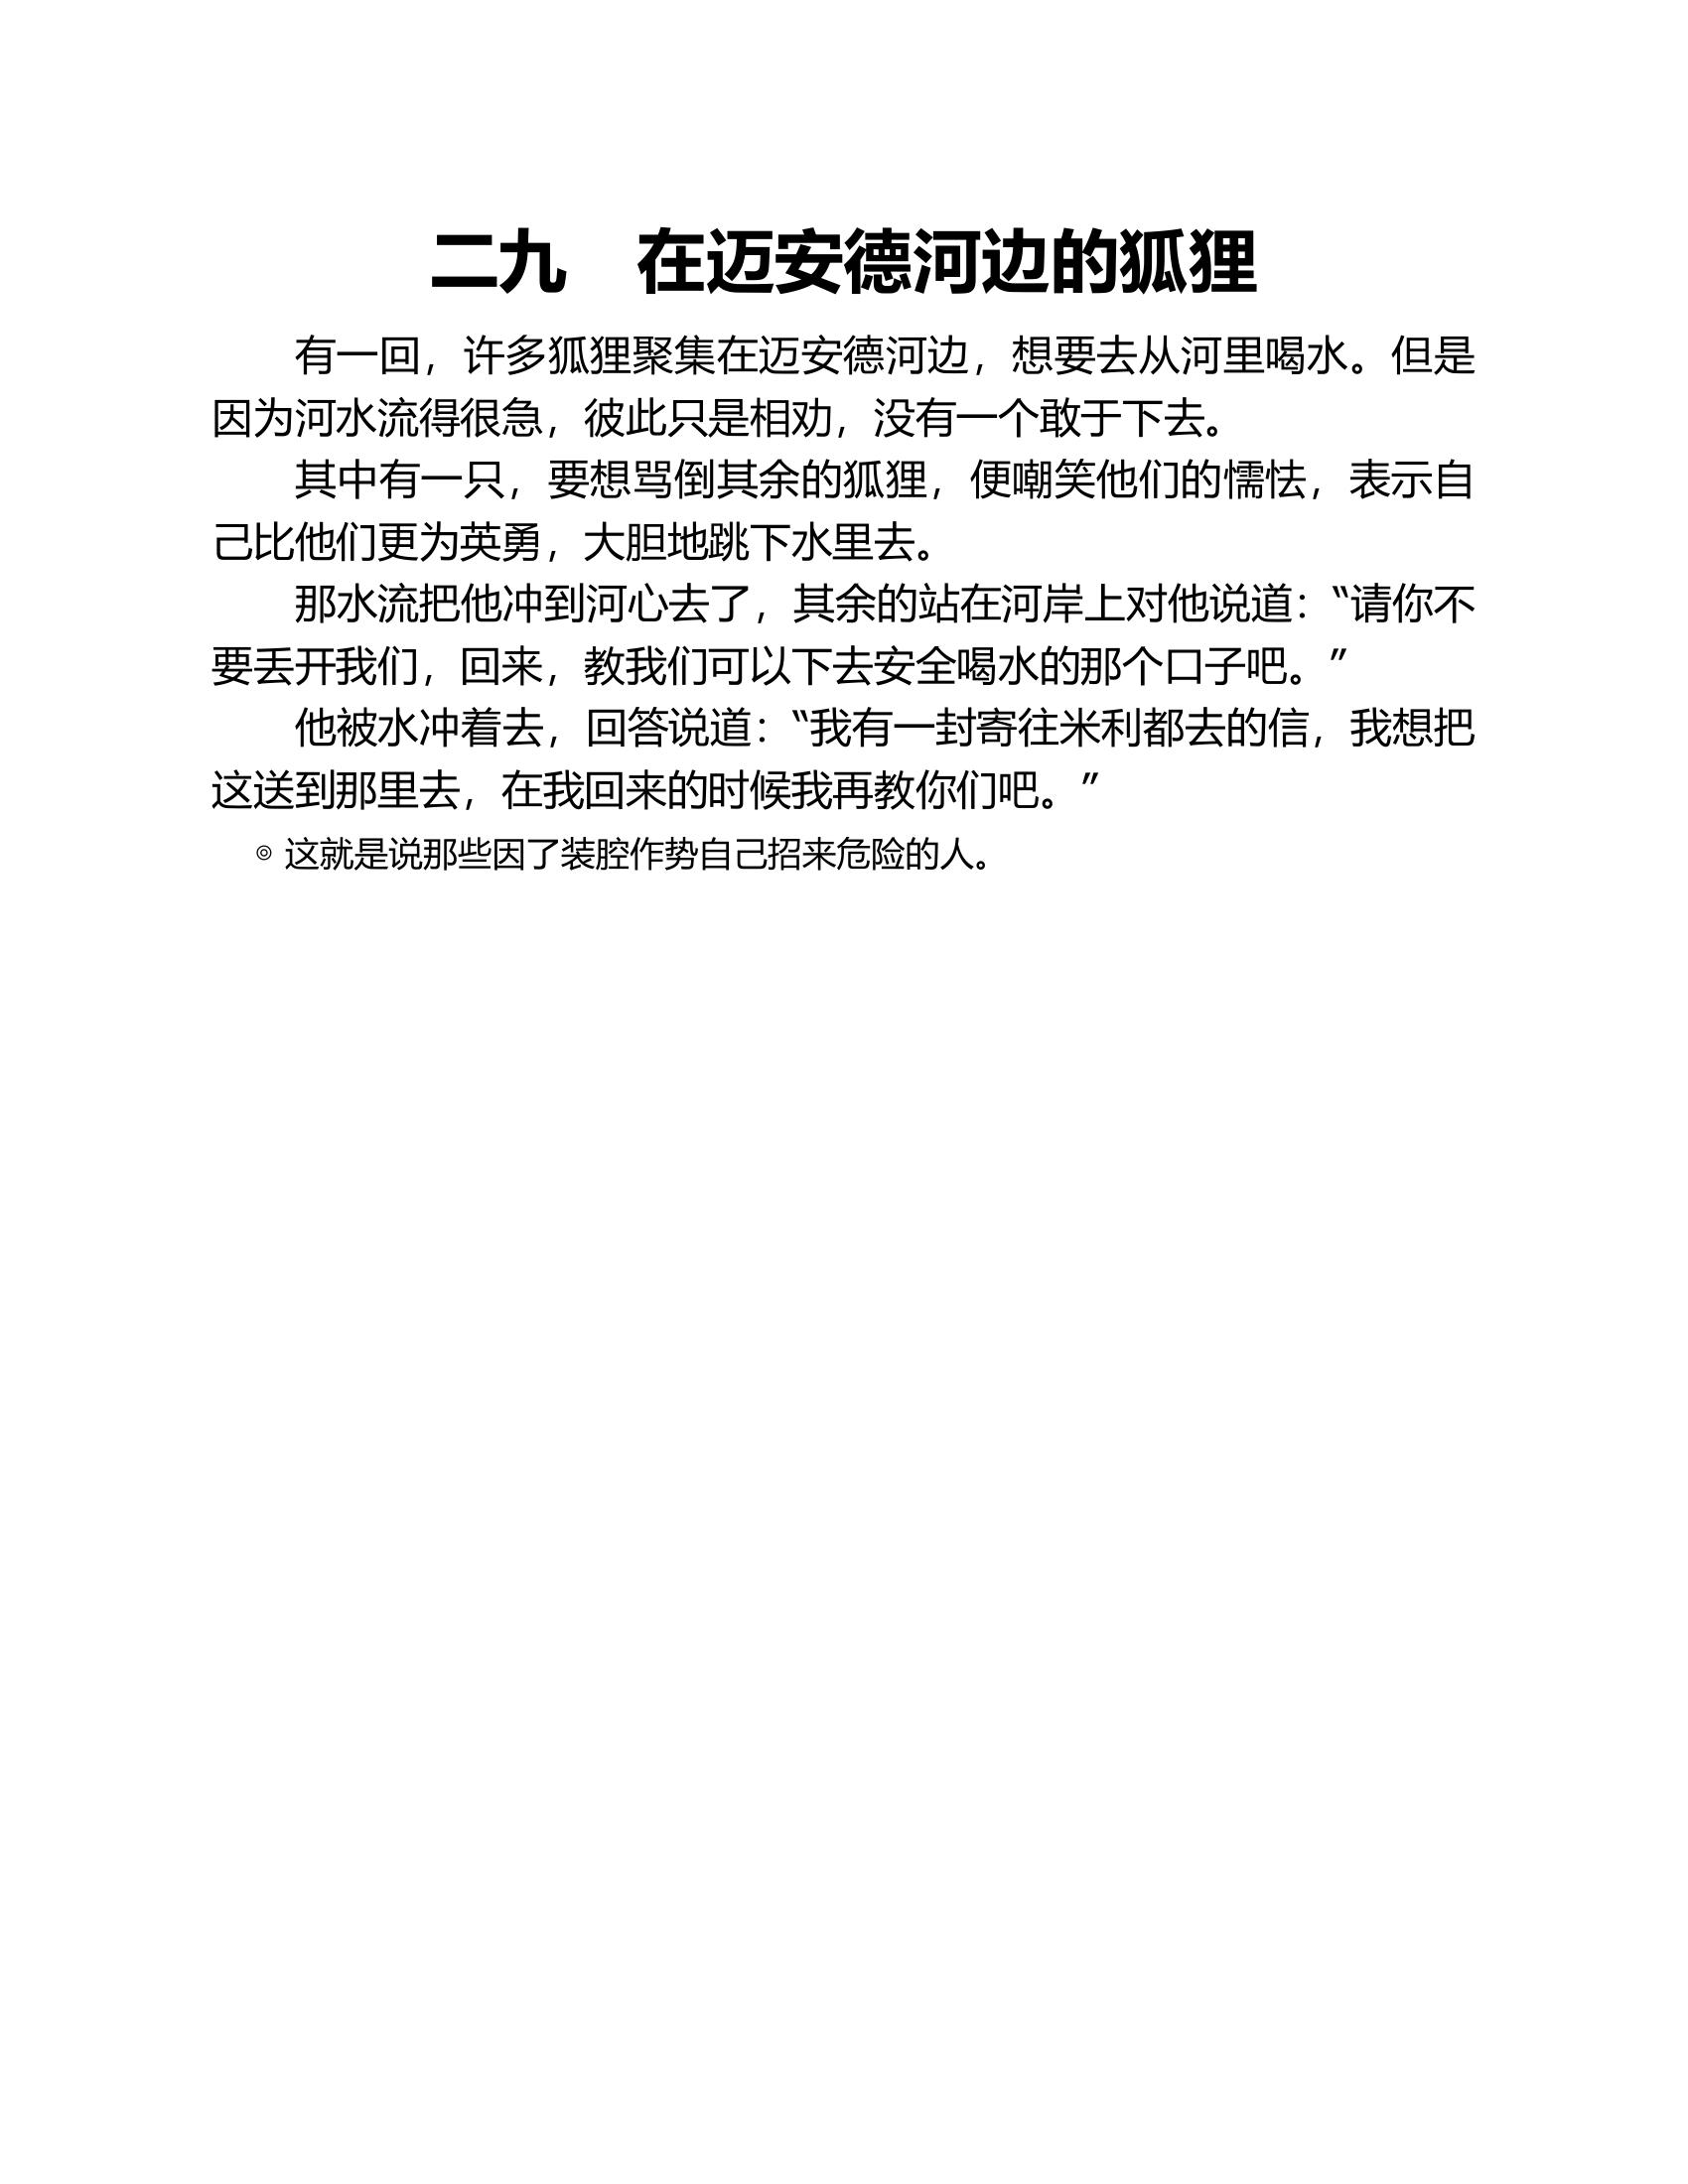 二九　在迈安德河边的狐狸
有一回，许多狐狸聚集在迈安德河边，想要去从河里喝水。但是
因为河水流得很急，彼此只是相劝，没有一个敢于下去。
其中有一只，要想骂倒其余的狐狸，便嘲笑他们的懦怯，表示自
己比他们更为英勇，大胆地跳下水里去。
那水流把他冲到河心去了，其余的站在河岸上对他说道：“请你不
要丢开我们，回来，教我们可以下去安全喝水的那个口子吧。”
他被水冲着去，回答说道：“我有一封寄往米利都去的信，我想把
这送到那里去，在我回来的时候我再教你们吧。”
◎ 这就是说那些因了装腔作势自己招来危险的人。